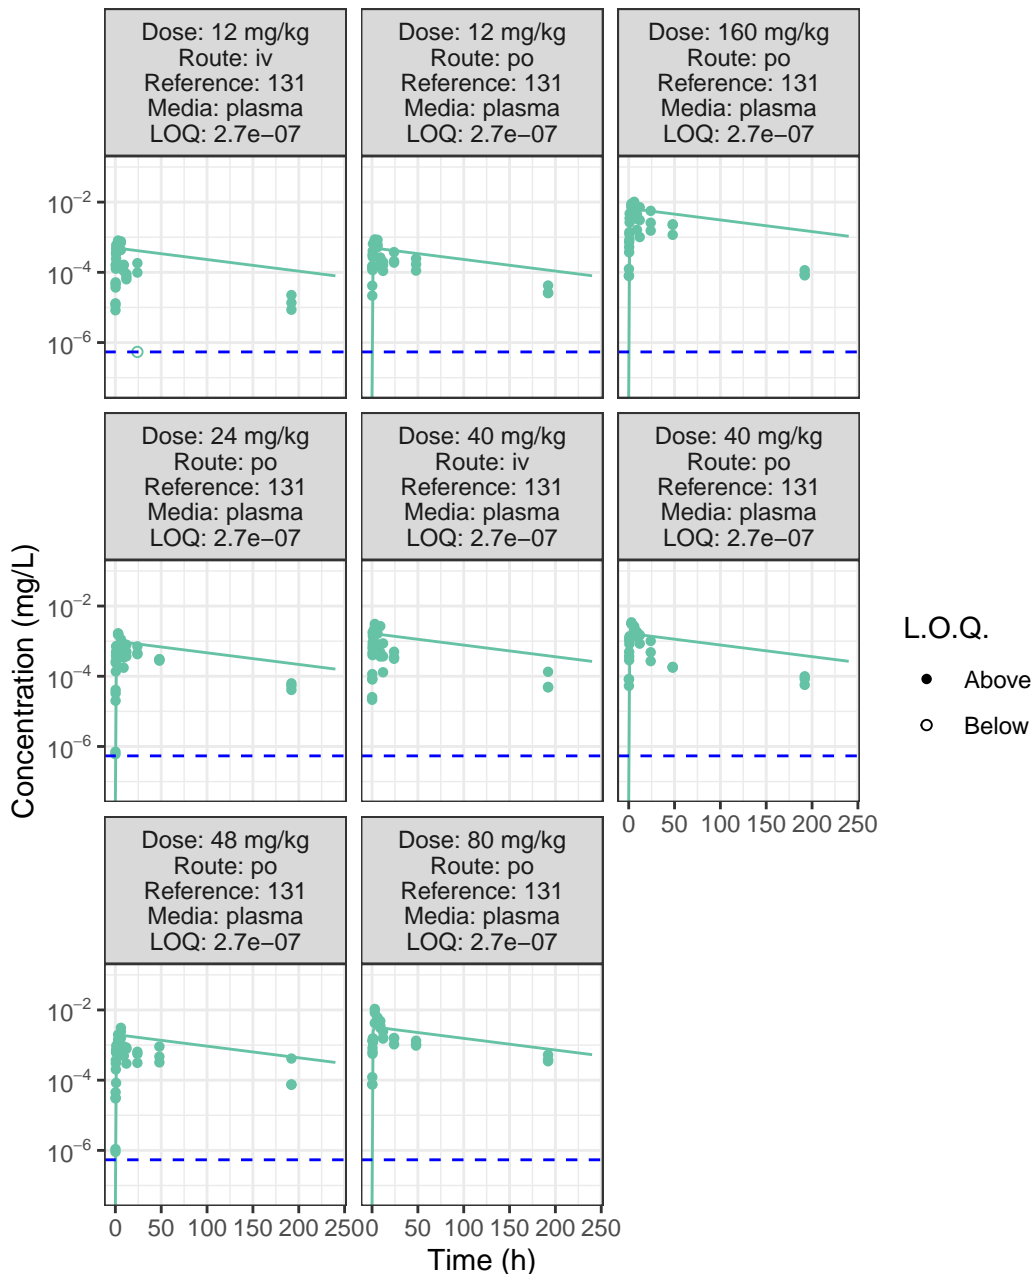 Dose: 12 mg/kg
Route: iv
Reference: 131
Media: plasma
LOQ: 2.7e−07
Dose: 12 mg/kg
Route: po
Reference: 131
Media: plasma
LOQ: 2.7e−07
Dose: 160 mg/kg
Route: po
Reference: 131
Media: plasma
LOQ: 2.7e−07
10⁻²
10⁻⁴
10⁻⁶
Dose: 24 mg/kg
Route: po
Reference: 131
Media: plasma
LOQ: 2.7e−07
Dose: 40 mg/kg
Route: iv
Reference: 131
Media: plasma
LOQ: 2.7e−07
Dose: 40 mg/kg
Route: po
Reference: 131
Media: plasma
LOQ: 2.7e−07
10⁻²
10⁻⁴
10⁻⁶
0 50 100 150 200 250
Dose: 48 mg/kg
Route: po
Reference: 131
Media: plasma
LOQ: 2.7e−07
Dose: 80 mg/kg
Route: po
Reference: 131
Media: plasma
LOQ: 2.7e−07
10⁻²
10⁻⁴
10⁻⁶
0 50 100 150 200 250
0 50 100 150 200 250
Time (h)
Concentration (mg/L)
L.O.Q.
Above
Below